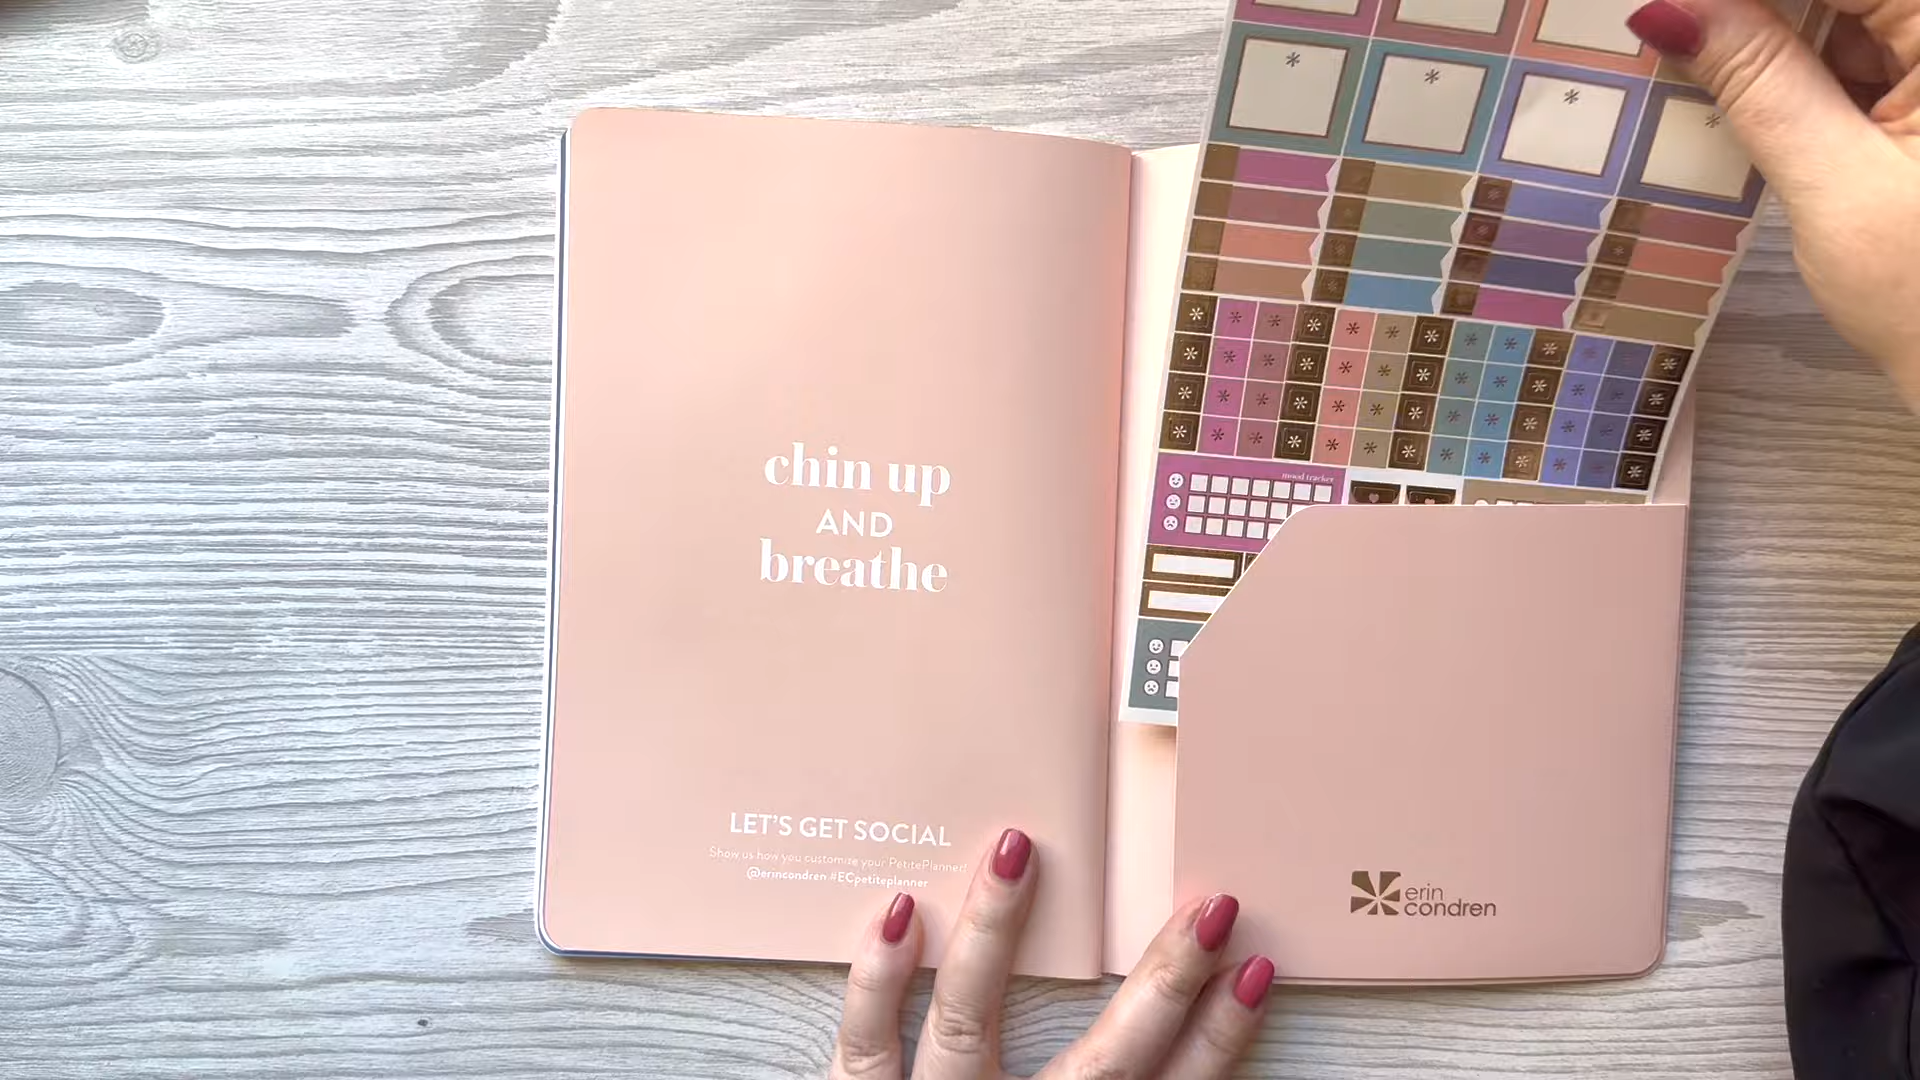 chin up
AND
breathe
LET'S GET SOCIAL
Show us how you customize your PetitePlanner!
@erincondren #ECpetiteplanner
mood tracker
erin
condren